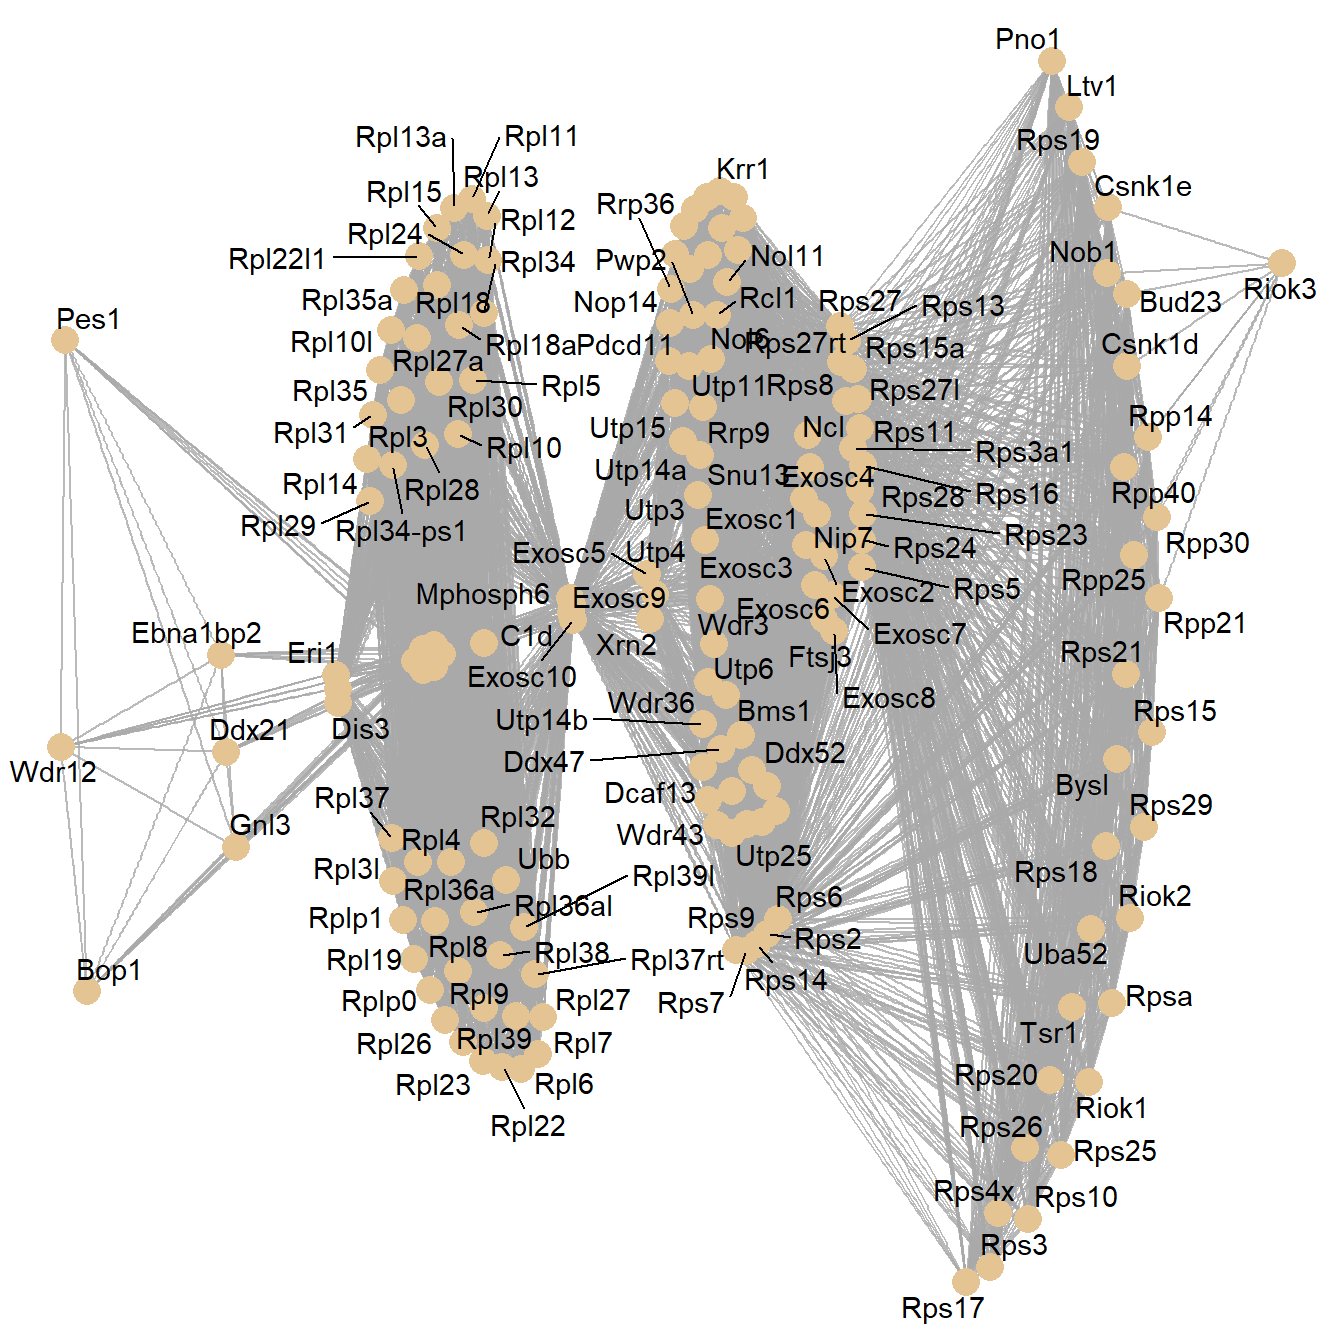 Pno1
Ltv1
Rpl13a
Rpl11
Rps19
Rpl13
Krr1
Rpl15
Csnk1e
Rrp36
Rpl12
Rpl24
Nob1
Rpl22l1
Rpl34
Pwp2
Nol11
Riok3
Rpl35a
Rpl18
Nop14
Rcl1
Rps27
Rps13
Bud23
Pes1
Rpl10l
Rpl18a
Pdcd11
Nol6
Rps27rt
Rps15a
Csnk1d
Rpl27a
Rpl35
Rpl5
Utp11
Rps8
Rps27l
Rpl30
Rpp14
Rpl31
Rpl3
Rpl10
Utp15
Rrp9
Ncl
Rps11
Rps3a1
Utp14a
Snu13
Exosc4
Rpl14
Rpl28
Rps28
Rps16
Rpp40
Rpl29
Rpl34-ps1
Utp3
Exosc1
Nip7
Rps24
Rps23
Rpp30
Exosc5
Utp4
Exosc3
Rpp25
Mphosph6
Exosc9
Exosc2
Rps5
Exosc6
Rpp21
Ebna1bp2
Eri1
C1d
Xrn2
Wdr3
Exosc7
Ftsj3
Rps21
Exosc10
Utp6
Wdr36
Exosc8
Ddx21
Dis3
Utp14b
Bms1
Rps15
Wdr12
Ddx47
Ddx52
Bysl
Rpl37
Dcaf13
Rps29
Gnl3
Rpl4
Rpl32
Wdr43
Rpl3l
Ubb
Utp25
Rps18
Rpl36a
Rpl39l
Rps6
Riok2
Rplp1
Rpl36al
Rps9
Rps2
Rpl8
Rpl38
Uba52
Bop1
Rpl19
Rpl37rt
Rps14
Rplp0
Rpl9
Rpl27
Rps7
Rpsa
Rpl26
Rpl39
Rpl7
Tsr1
Rpl23
Rpl6
Rps20
Riok1
Rpl22
Rps26
Rps25
Rps4x
Rps10
Rps3
Rps17